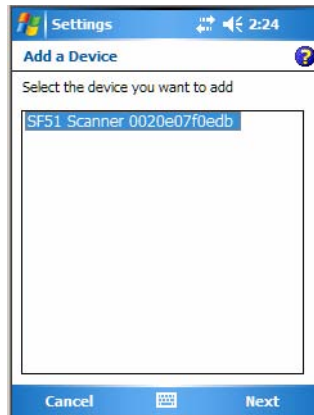 Settings 2:24
Add a Device
Select the device you want to add
SF51 Scanner 0020e07f0edb
Cancel Next